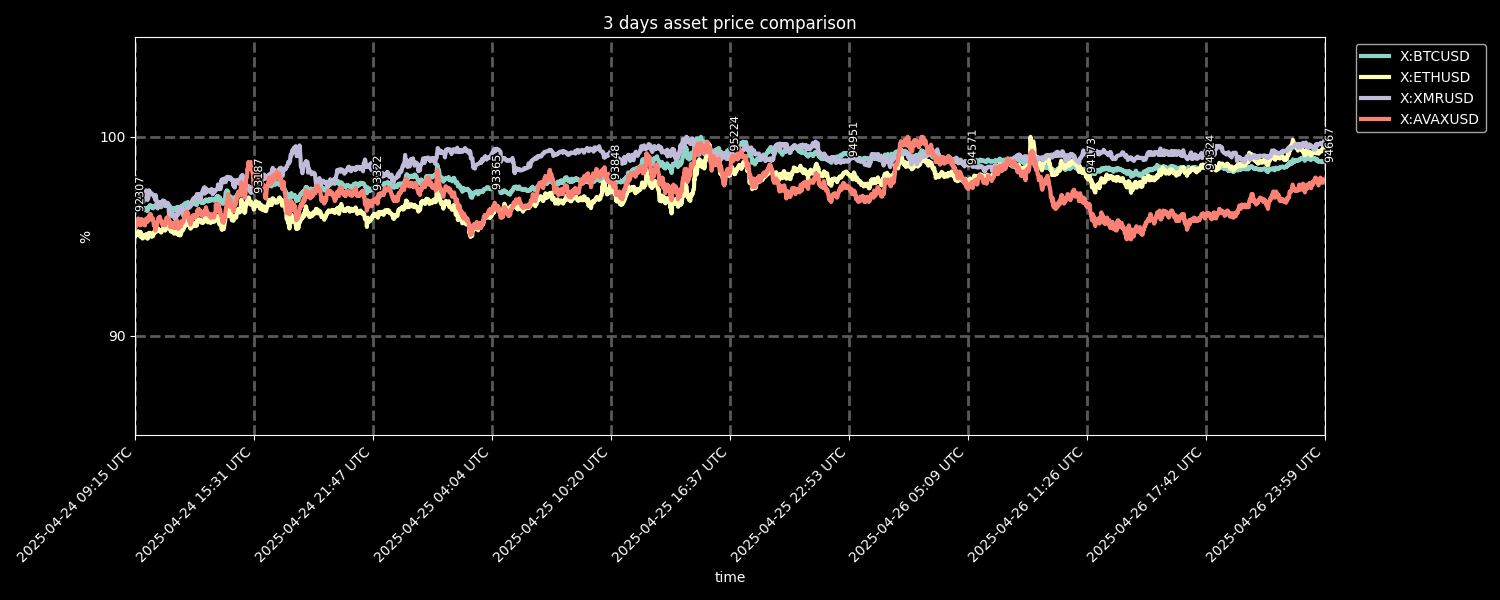 3 days asset price comparison
X:BTCUSD
X:ETHUSD
X:XMRUSD
X:AVAXUSD
100
90
%
92307
93487
93322
93365
93848
95224
94951
94571
94173
94324
94667
2025-04-24 09:15 UTC
2025-04-24 15:31 UTC
2025-04-24 21:47 UTC
2025-04-25 04:04 UTC
2025-04-25 10:20 UTC
2025-04-25 16:37 UTC
2025-04-25 22:53 UTC
2025-04-26 05:09 UTC
2025-04-26 11:26 UTC
2025-04-26 17:42 UTC
2025-04-26 23:59 UTC
time